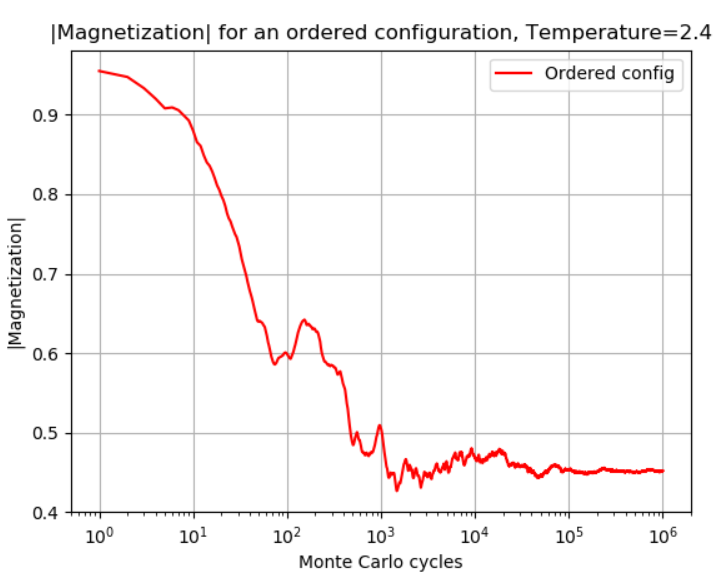 |Magnetization| for an ordered configuration, Temperature=2.4
Ordered config
|Magnetization|
0.9
0.8
0.7
0.6
0.5
0.4
10^0 10^1 10^2 10^3 10^4 10^5 10^6
Monte Carlo cycles